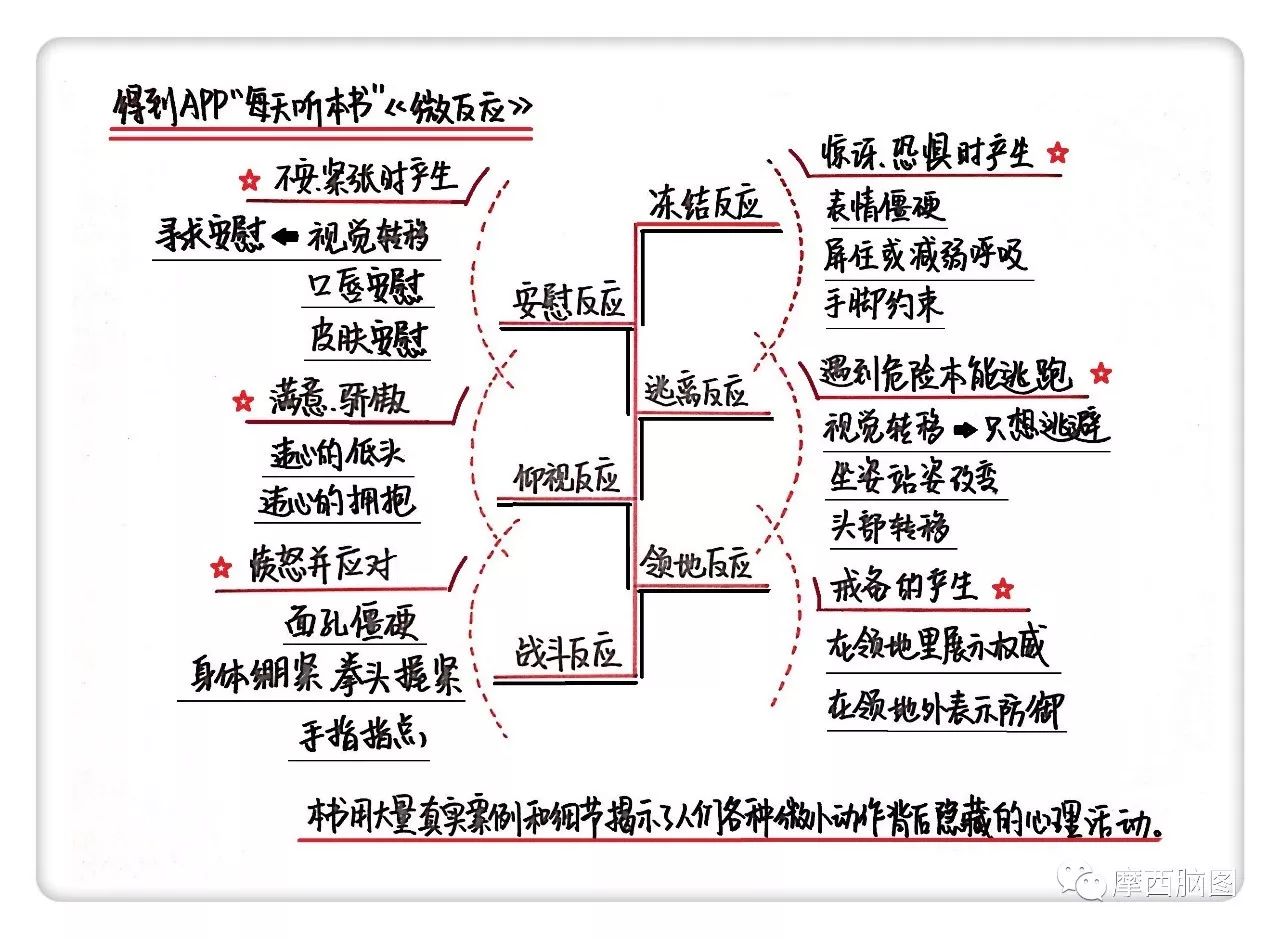 得到APP“每天听本书”《微反应》
冻结反应
惊讶、恐惧时产生
表情僵硬
屏住或减弱呼吸
手脚约束
安慰反应
不安.紧张时产生
寻求安慰 ← 视觉转移
口唇安慰
皮肤安慰
逃离反应
遇到危险本能逃跑
视觉转移 → 只想逃避
坐姿站姿改变
头部转移
仰视反应
满意.骄傲
违心的低头
违心的拥抱
领地反应
戒备的产生
在领地里展示权威
在领地外表示防御
战斗反应
愤怒并应对
面孔僵硬
身体绷紧 拳头握紧
手指指点
本书用大量真实案例和细节揭示了人们各种微小动作背后隐藏的心理活动。
摩西脑图